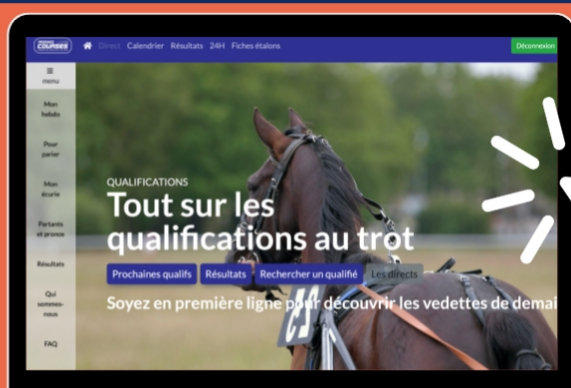 COURSES Direct Calendrier Résultats 24H Fiches étalons Déconnexion
menu
Mon
hebdo
Pour
parier
Mon
écurie
Partants
et pronos
Résultats
Qui
sommes-
nous
FAQ
QUALIFICATIONS
Tout sur les
qualifications au trot
Prochaines qualifs Résultats Rechercher un qualifié Les directs
Soyez en première ligne pour découvrir les vedettes de demai